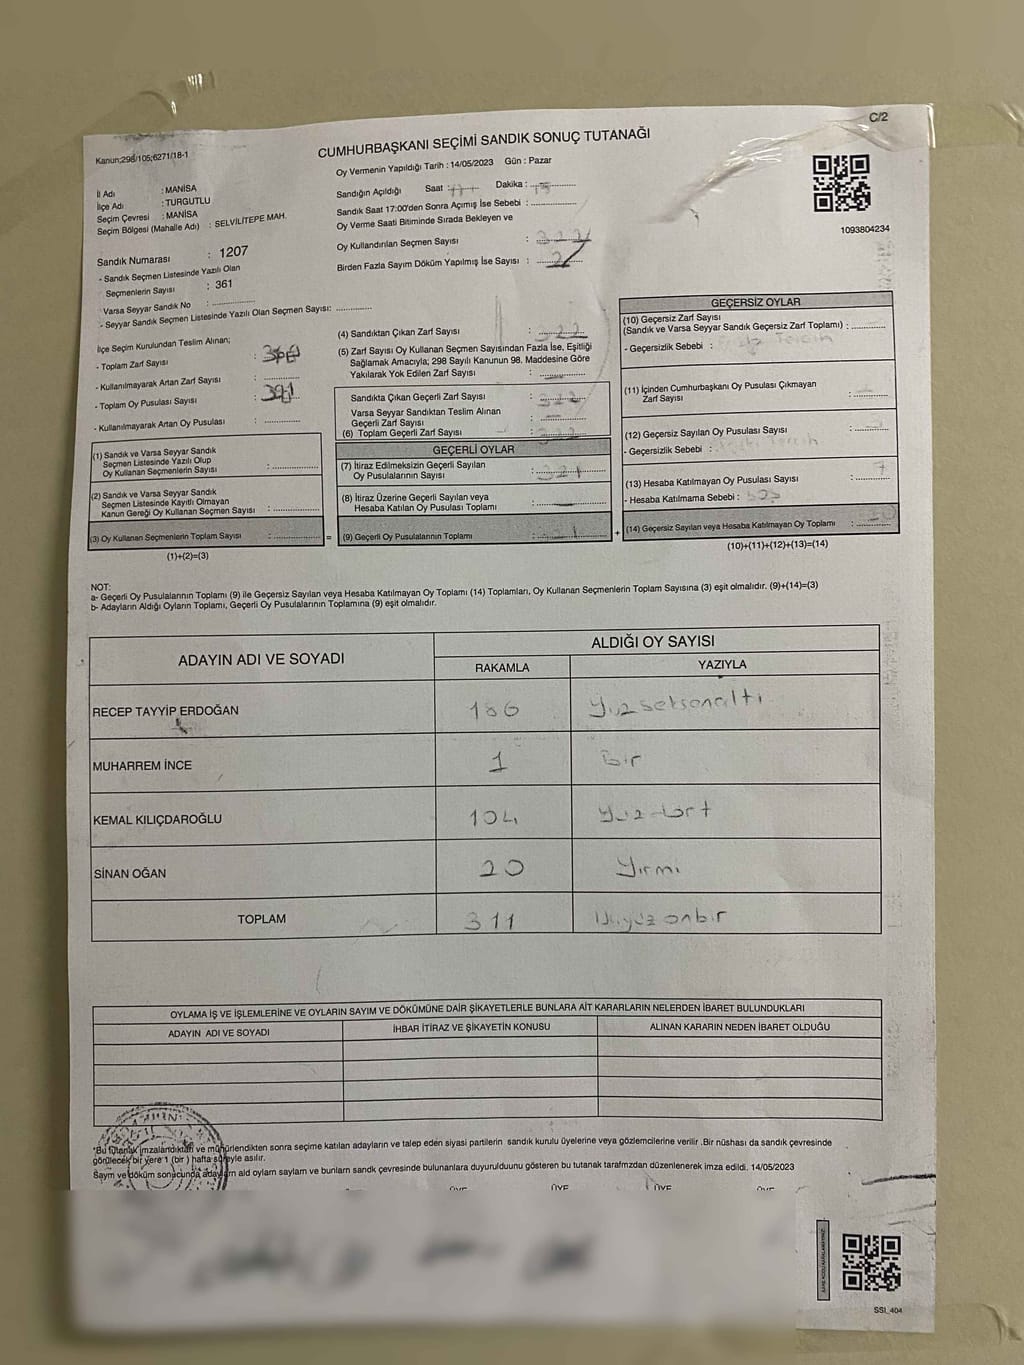 C/2
Kanun;298/105;6271/18-1
CUMHURBAŞKANI SEÇİMİ SANDIK SONUÇ TUTANAĞI
Oy Vermenin Yapıldığı Tarih : 14/05/2023 Gün : Pazar
İl Adı : MANİSA
İlçe Adı : TURGUTLU
Seçim Çevresi : MANİSA
Seçim Bölgesi (Mahalle Adı) : SELVİLİTEPE MAH.
Sandık Numarası : 1207
- Sandık Seçmen Listesinde Yazılı Olan
Seçmenlerin Sayısı : 361
Varsa Seyyar Sandık No :
- Seyyar Sandık Seçmen Listesinde Yazılı Olan Seçmen Sayısı:
İlçe Seçim Kurulundan Teslim Alınan;
- Toplam Zarf Sayısı :
- Kullanılmayarak Artan Zarf Sayısı :
- Toplam Oy Pusulası Sayısı : 391
- Kullanılmayarak Artan Oy Pusulası :
(1) Sandık ve Varsa Seyyar Sandık
Seçmen Listesinde Yazılı Olup
Oy Kullanan Seçmenlerin Sayısı :
(2) Sandık ve Varsa Seyyar Sandık
Seçmen Listesinde Kayıtlı Olmayan
Kanun Gereği Oy Kullanan Seçmen Sayısı :
(3) Oy Kullanan Seçmenlerin Toplam Sayısı : =
(1)+(2)=(3)
Sandığın Açıldığı Saat : Dakika :
Sandık Saat 17:00'den Sonra Açımış İse Sebebi :
Oy Verme Saati Bitiminde Sırada Bekleyen ve
Oy Kullandırılan Seçmen Sayısı :
Birden Fazla Sayım Döküm Yapılmış İse Sayısı :
(4) Sandıktan Çıkan Zarf Sayısı : 322
(5) Zarf Sayısı Oy Kullanan Seçmen Sayısından Fazla İse, Eşitliği
Sağlamak Amacıyla; 298 Sayılı Kanunun 98. Maddesine Göre
Yakılarak Yok Edilen Zarf Sayısı :
Sandıkta Çıkan Geçerli Zarf Sayısı : 322
Varsa Seyyar Sandıktan Teslim Alınan
Geçerli Zarf Sayısı :
(6) Toplam Geçerli Zarf Sayısı : 322
GEÇERLİ OYLAR
(7) İtiraz Edilmeksizin Geçerli Sayılan
Oy Pusulalarının Sayısı : 321
(8) İtiraz Üzerine Geçerli Sayılan veya
Hesaba Katılan Oy Pusulası Toplamı :
(9) Geçerli Oy Pusulalarının Toplamı : +
1093804234
GEÇERSİZ OYLAR
(10) Geçersiz Zarf Sayısı
(Sandık ve Varsa Seyyar Sandık Geçersiz Zarf Toplamı) :
- Geçersizlik Sebebi : Tercih
(11) İçinden Cumhurbaşkanı Oy Pusulası Çıkmayan
Zarf Sayısı :
(12) Geçersiz Sayılan Oy Pusulası Sayısı :
- Geçersizlik Sebebi : Tercih
(13) Hesaba Katılmayan Oy Pusulası Sayısı : 7
- Hesaba Katılmama Sebebi :
(14) Geçersiz Sayılan veya Hesaba Katılmayan Oy Toplamı :
(10)+(11)+(12)+(13)=(14)
NOT:
a- Geçerli Oy Pusulalarının Toplamı (9) ile Geçersiz Sayılan veya Hesaba Katılmayan Oy Toplamı (14) Toplamları, Oy Kullanan Seçmenlerin Toplam Sayısına (3) eşit olmalıdır. (9)+(14)=(3)
b- Adayların Aldığı Oyların Toplamı, Geçerli Oy Pusulalarının Toplamına (9) eşit olmalıdır.
ADAYIN ADI VE SOYADI
ALDIĞI OY SAYISI
RAKAMLA YAZIYLA
RECEP TAYYİP ERDOĞAN 186 Yüzseksenaltı
MUHARREM İNCE 1 Bir
KEMAL KILIÇDAROĞLU 104 Yüzdört
SİNAN OĞAN 20 Yirmi
TOPLAM 311 Üçyüzonbir
OYLAMA İŞ VE İŞLEMLERİNE VE OYLARIN SAYIM VE DÖKÜMÜNE DAİR ŞİKAYETLERLE BUNLARA AİT KARARLARIN NELERDEN İBARET BULUNDUKLARI
ADAYIN ADI VE SOYADI İHBAR İTİRAZ VE ŞİKAYETİN KONUSU ALINAN KARARIN NEDEN İBARET OLDUĞU
*Bu tutanak imzalandıktan ve mühürlendikten sonra seçime katılan adayların ve talep eden siyasi partilerin sandık kurulu üyelerine veya gözlemcilerine verilir .Bir nüshası da sandık çevresinde
görülecek bir yere 1 (bir ) hafta süreyle asılır.
Sayım ve döküm sonucunda adayların ald oyların sayların ve bunların sandk çevresinde bulunanlara duyurulduunu gösteren bu tutanak tarafmzdan düzenlenerek imza edildi. 14/05/2023
ÜYE ÜYE ÜYE ÜYE
SSI_404